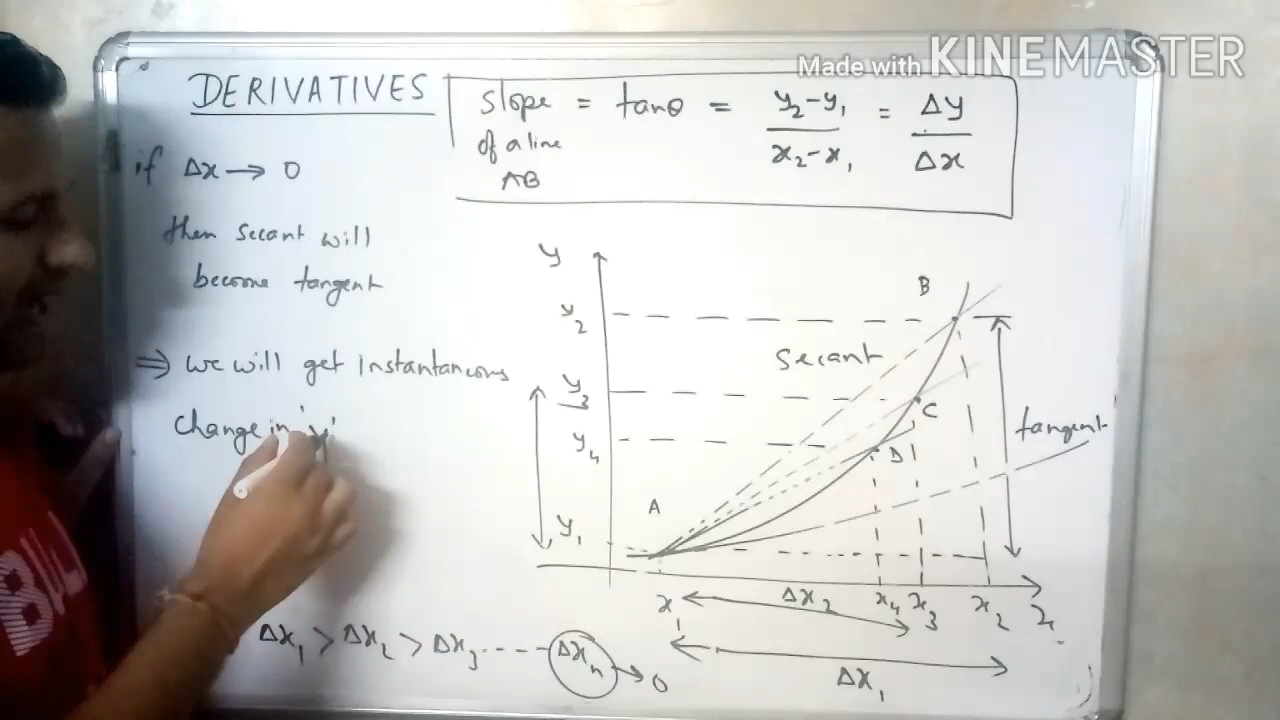 Made with KINEMASTER
DERIVATIVES
slope = tanθ = y₂-y₁/x₂-x₁ = Δy/Δx
of a line
AB
if Δx → 0
then secant will
become tangent
⇒ we will get instantaneous
change in 'y'
y
y₂
y₃
y₄
y₁
A
B
C
D
secant
tangent
x₁
x₄
x₃
x₂
x
Δx₂
Δx₁
Δx₁ > Δx₂ > Δx₃ ---- Δxₙ → 0
BUL